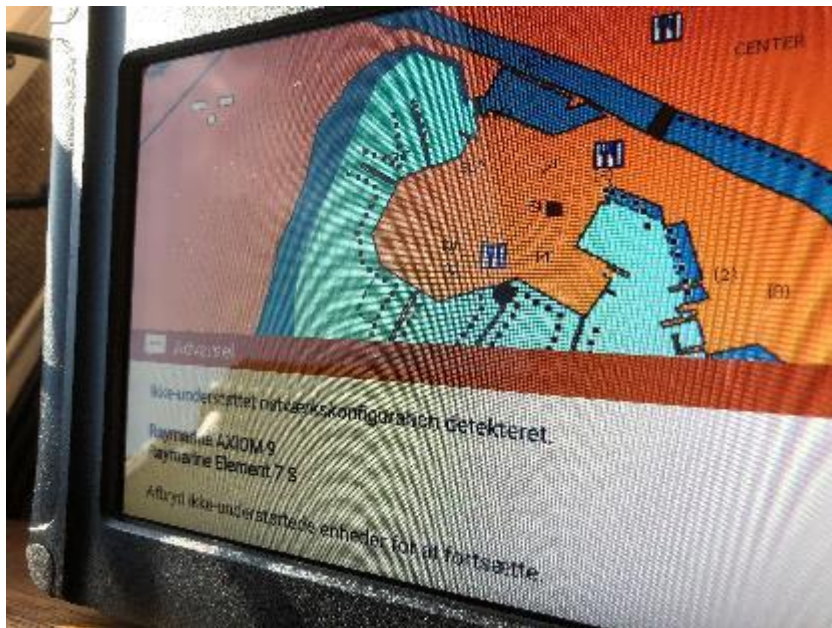 CENTER
(2)
Advarsel
Ikke-understøttet netværkskonfiguration detekteret.
Raymarine AXIOM 9
Raymarine Element 7 S
Afbryd ikke-understøttede enheder for at fortsætte.